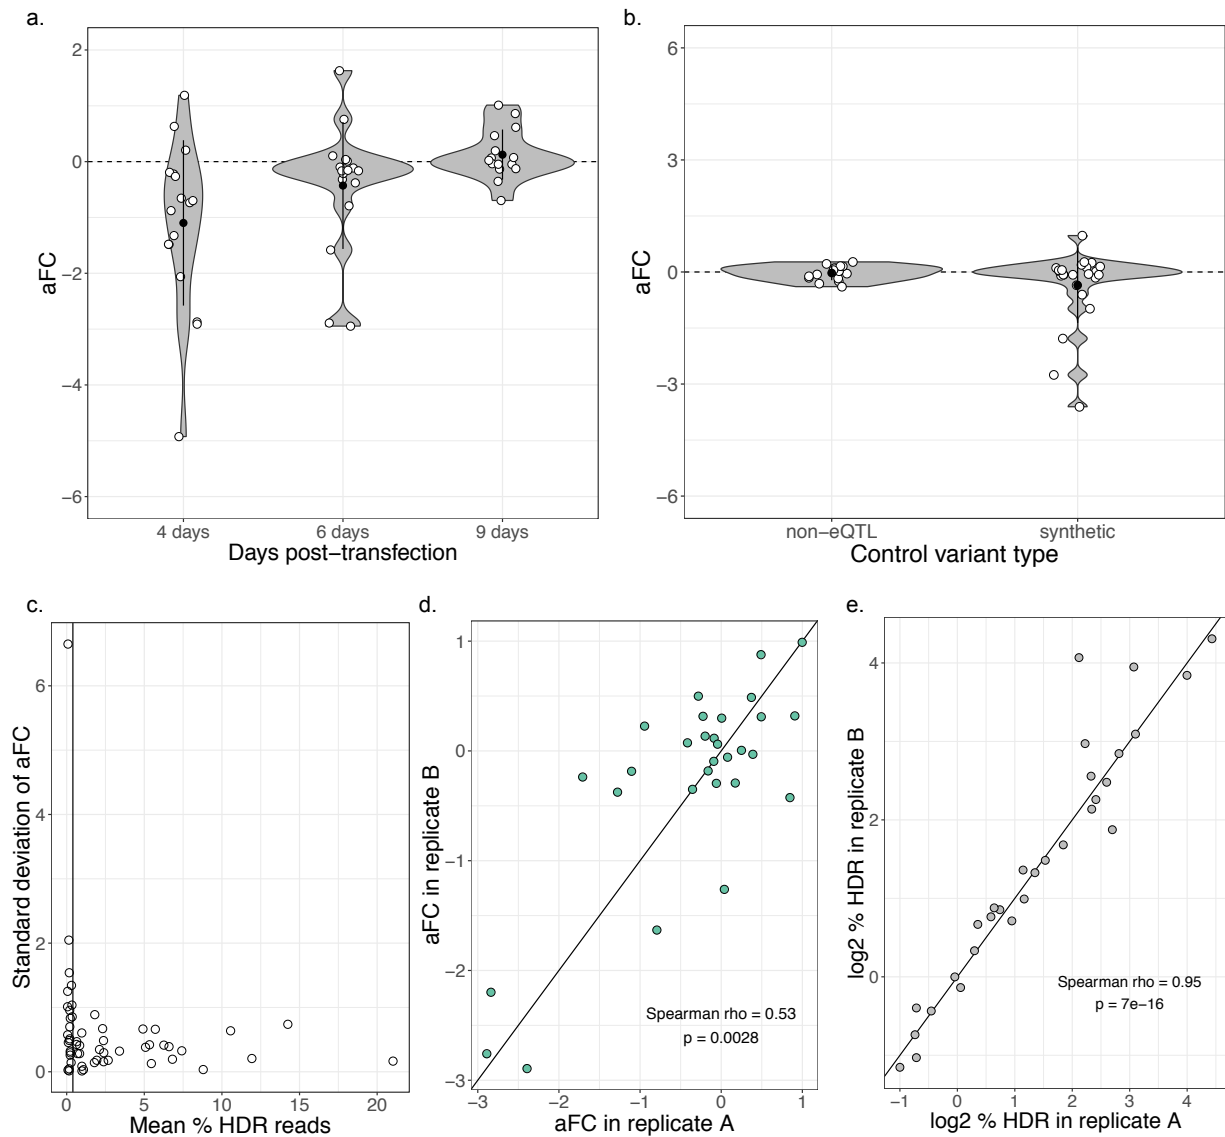 a.
2
0
−2
−4
−6
aFC
4 days
6 days
9 days
Days post−transfection
b.
6
3
0
−3
−6
aFC
non−eQTL
synthetic
Control variant type
c.
6
4
2
0
Standard deviation of aFC
0
5
10
15
20
Mean % HDR reads
d.
1
0
−1
−2
−3
aFC in replicate B
Spearman rho = 0.53
p = 0.0028
−3
−2
−1
0
1
aFC in replicate A
e.
4
2
0
log2 % HDR in replicate B
Spearman rho = 0.95
p = 7e−16
−1
0
1
2
3
4
log2 % HDR in replicate A